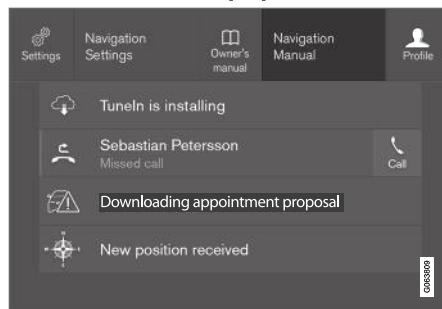 Settings
Navigation
Settings
Owner's
manual
Navigation
Manual
Profile
TuneIn is installing
Sebastian Petersson
Missed call
Call
Downloading appointment proposal
New position received
G063809